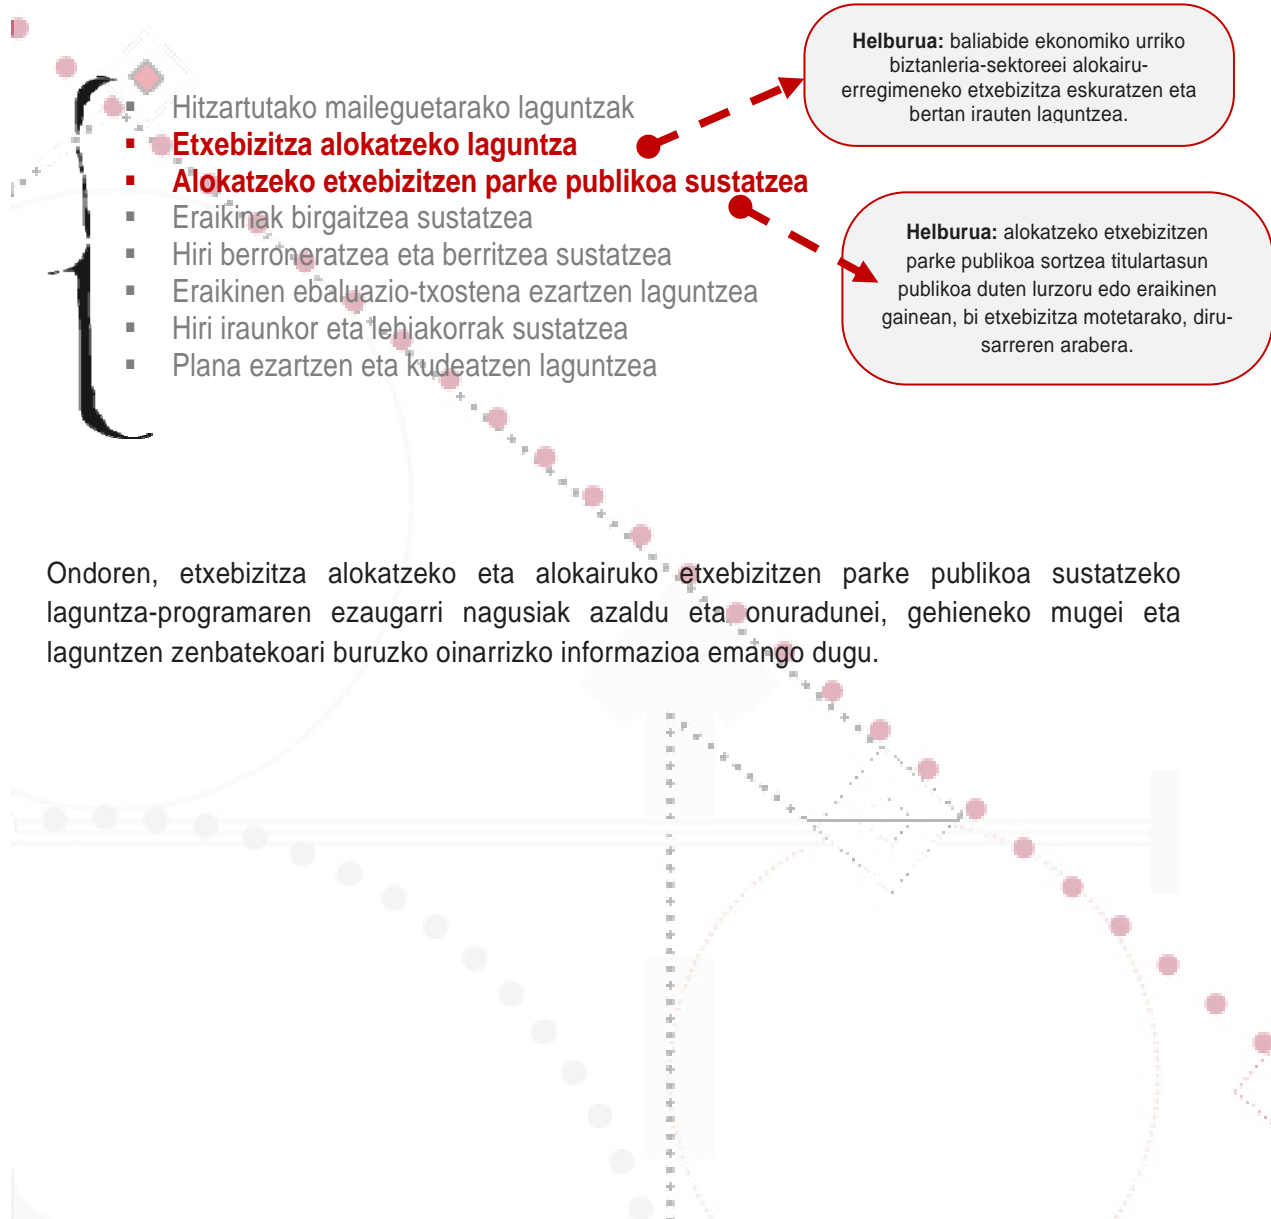 Helburua: baliabide ekonomiko urriko
biztanleria-sektoreei alokairu-
erregimeneko etxebizitza eskuratzen eta
bertan irauten laguntzea.
▪ Hitzartutako maileguetarako laguntzak
▪ Etxebizitza alokatzeko laguntza
▪ Alokatzeko etxebizitzen parke publikoa sustatzea
▪ Eraikinak birgaitzea sustatzea
▪ Hiri berroneratzea eta berritzea sustatzea
▪ Eraikinen ebaluazio-txostena ezartzen laguntzea
▪ Hiri iraunkor eta lehiakorrak sustatzea
▪ Plana ezartzen eta kudeatzen laguntzea
Helburua: alokatzeko etxebizitzen
parke publikoa sortzea titulartasun
publikoa duten lurzoru edo eraikinen
gainean, bi etxebizitza motetarako, diru-
sarreren arabera.
Ondoren, etxebizitza alokatzeko eta alokairuko etxebizitzen parke publikoa sustatzeko
laguntza-programaren ezaugarri nagusiak azaldu eta onuradunei, gehieneko mugei eta
laguntzen zenbatekoari buruzko oinarrizko informazioa emango dugu.